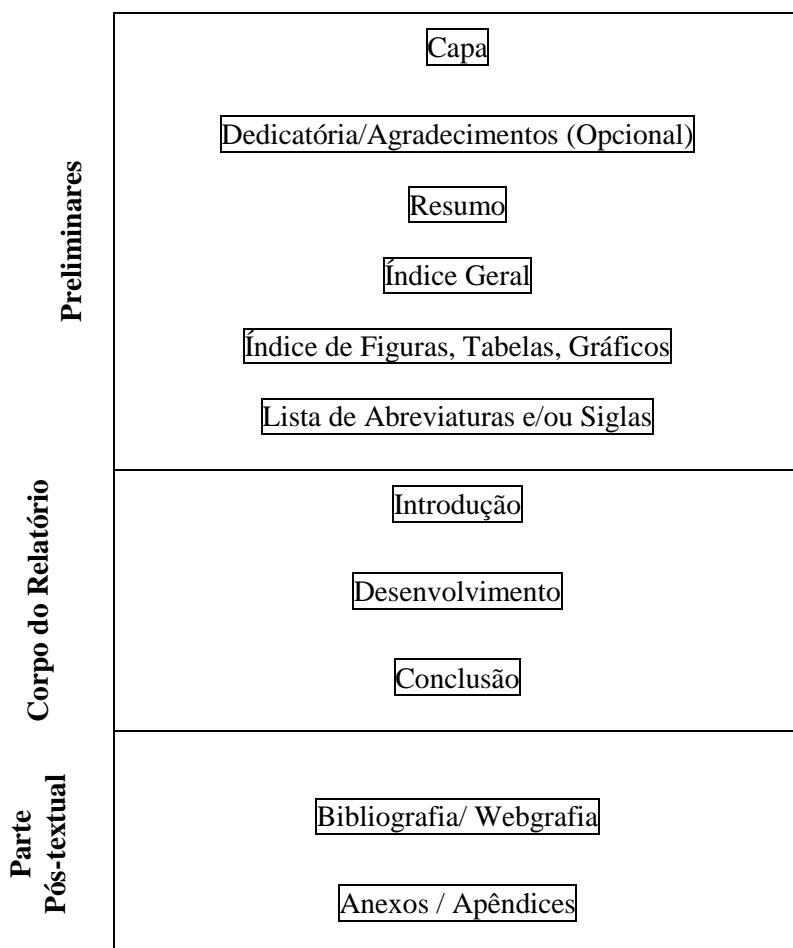 Preliminares
Capa
Dedicatória/Agradecimentos (Opcional)
Resumo
Índice Geral
Índice de Figuras, Tabelas, Gráficos
Lista de Abreviaturas e/ou Siglas
Corpo do Relatório
Introdução
Desenvolvimento
Conclusão
Parte
Pós-textual
Bibliografia/ Webgrafia
Anexos / Apêndices